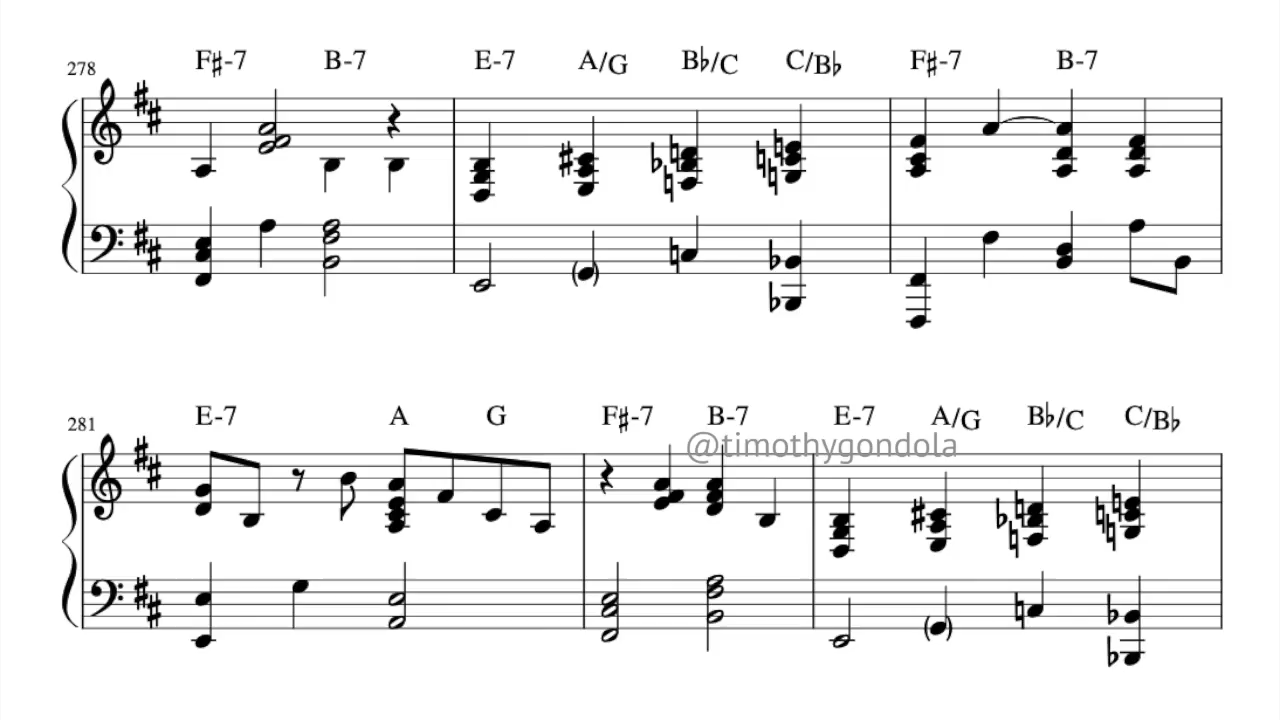 F♯-7 B-7 E-7 A/G B♭/C C/B♭ F♯-7 B-7
278
E-7 A G F♯-7 B-7 E-7 A/G B♭/C C/B♭
281
@timothygondola